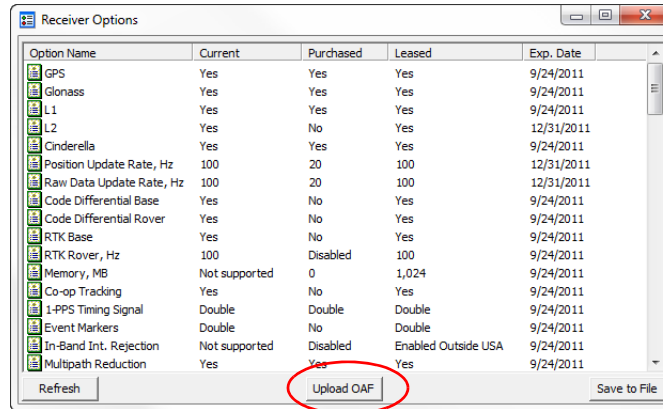 Receiver Options
Option Name Current Purchased Leased Exp. Date
GPS Yes Yes Yes 9/24/2011
Glonass Yes Yes Yes 9/24/2011
L1 Yes Yes Yes 9/24/2011
L2 Yes No Yes 12/31/2011
Cinderella Yes Yes Yes 9/24/2011
Position Update Rate, Hz 100 20 100 12/31/2011
Raw Data Update Rate, Hz 100 20 100 12/31/2011
Code Differential Base Yes No Yes 9/24/2011
Code Differential Rover Yes No Yes 9/24/2011
RTK Base Yes No Yes 9/24/2011
RTK Rover, Hz 100 Disabled 100 9/24/2011
Memory, MB Not supported 0 1,024 9/24/2011
Co-op Tracking Yes No Yes 9/24/2011
1-PPS Timing Signal Double Double Double 9/24/2011
Event Markers Double No Double 9/24/2011
In-Band Int. Rejection Not supported Disabled Enabled Outside USA 9/24/2011
Multipath Reduction Yes Yes Yes 9/24/2011
Refresh Upload OAF Save to File